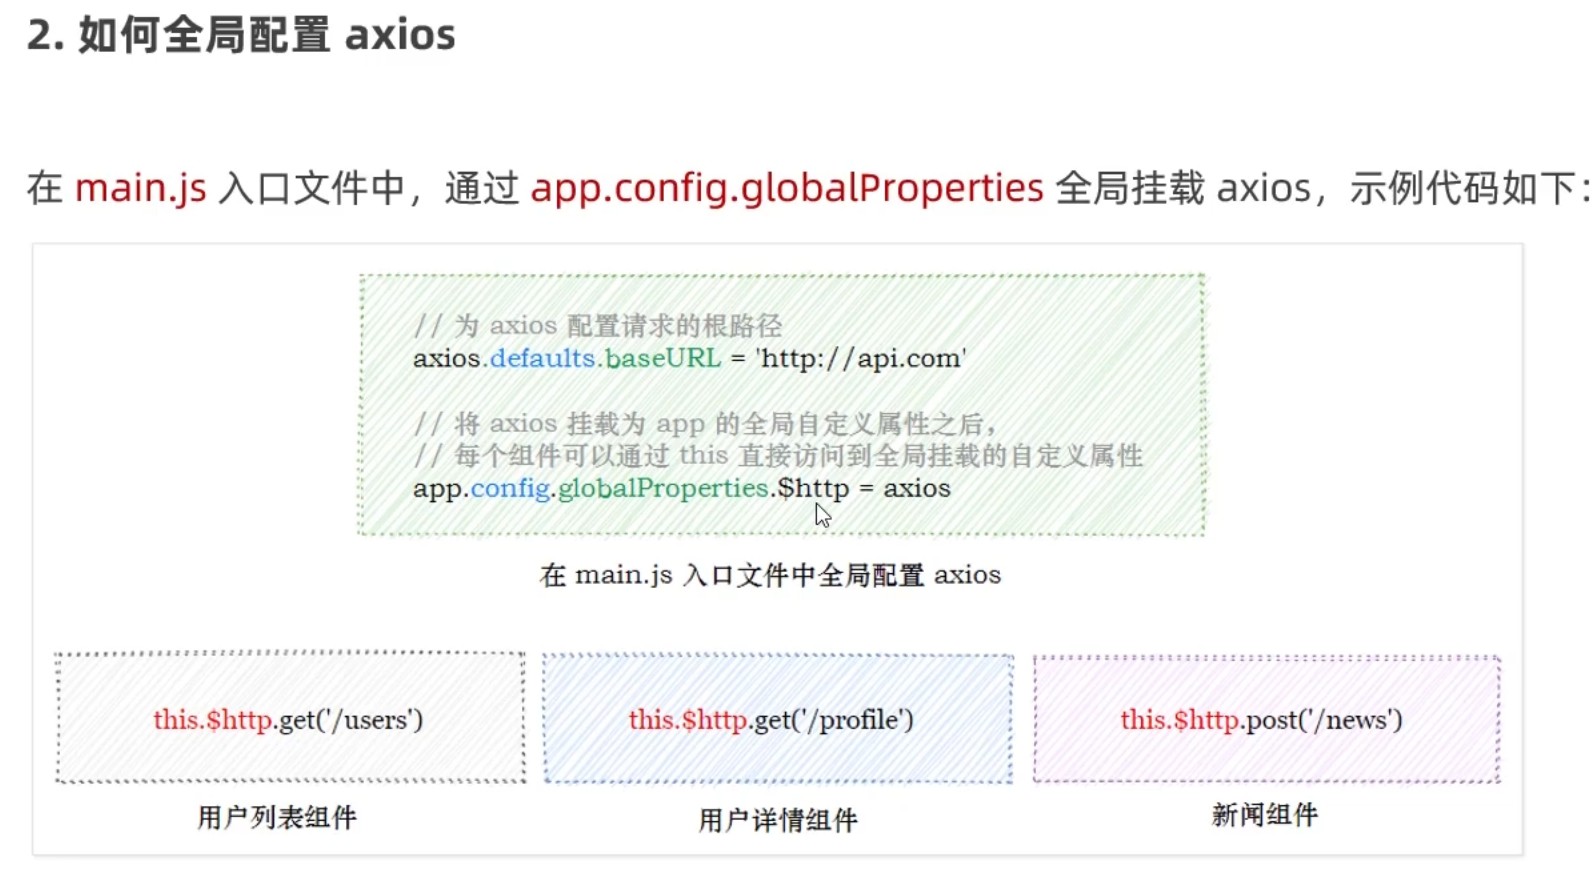 2. 如何全局配置 axios
在 main.js 入口文件中，通过 app.config.globalProperties 全局挂载 axios，示例代码如下：
// 为 axios 配置请求的根路径
axios.defaults.baseURL = 'http://api.com'
// 将 axios 挂载为 app 的全局自定义属性之后，
// 每个组件可以通过 this 直接访问到全局挂载的自定义属性
app.config.globalProperties.$http = axios
在 main.js 入口文件中全局配置 axios
this.$http.get('/users')
用户列表组件
this.$http.get('/profile')
用户详情组件
this.$http.post('/news')
新闻组件